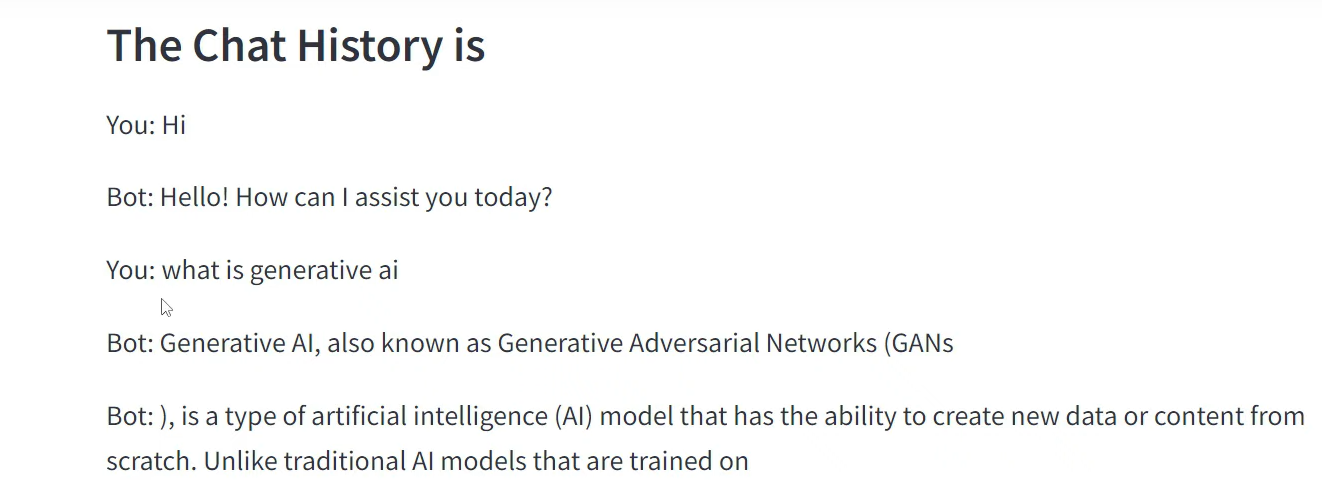 The Chat History is
You: Hi
Bot: Hello! How can I assist you today?
You: what is generative ai
Bot: Generative AI, also known as Generative Adversarial Networks (GANs
Bot: ), is a type of artificial intelligence (AI) model that has the ability to create new data or content from
scratch. Unlike traditional AI models that are trained on